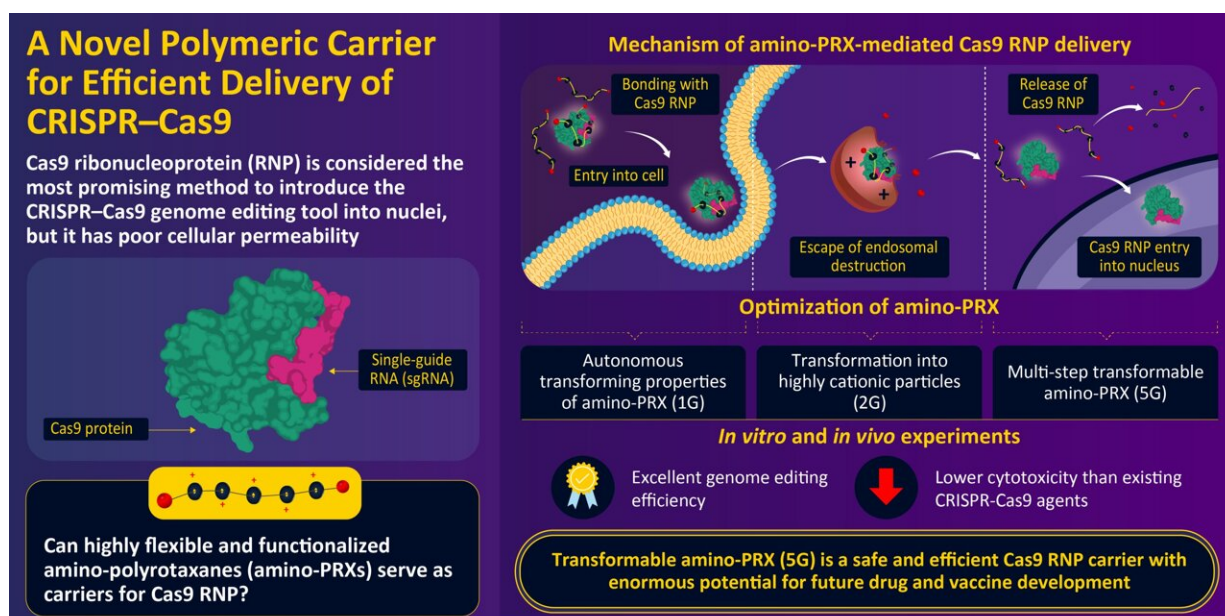 A Novel Polymeric Carrier
for Efficient Delivery of
CRISPR–Cas9
Cas9 ribonucleoprotein (RNP) is considered the
most promising method to introduce the
CRISPR–Cas9 genome editing tool into nuclei,
but it has poor cellular permeability
Single-guide
RNA (sgRNA)
Cas9 protein
+ + + + +
Can highly flexible and functionalized
amino-polyrotaxanes (amino-PRXs) serve as
carriers for Cas9 RNP?
Mechanism of amino-PRX-mediated Cas9 RNP delivery
Bonding with
Cas9 RNP
Entry into cell
+ + +
Escape of endosomal
destruction
Release of
Cas9 RNP
Cas9 RNP entry
into nucleus
Optimization of amino-PRX
Autonomous
transforming properties
of amino-PRX (1G)
Transformation into
highly cationic particles
(2G)
Multi-step transformable
amino-PRX (5G)
In vitro and in vivo experiments
Excellent genome editing
efficiency
Lower cytotoxicity than existing
CRISPR-Cas9 agents
Transformable amino-PRX (5G) is a safe and efficient Cas9 RNP carrier with
enormous potential for future drug and vaccine development